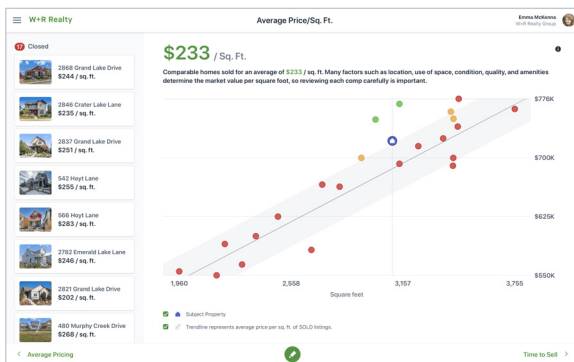 W+R Realty
Average Price/Sq. Ft.
Emma McKenna
W+R Realty Group
17 Closed
2868 Grand Lake Drive
$244 / sq. ft.
2846 Crater Lake Lane
$235 / sq. ft.
2837 Grand Lake Drive
$251 / sq. ft.
542 Hoyt Lane
$255 / sq. ft.
566 Hoyt Lane
$283 / sq. ft.
2782 Emerald Lake Lane
$246 / sq. ft.
2821 Grand Lake Drive
$202 / sq. ft.
480 Murphy Creek Drive
$268 / sq. ft.
$233 / Sq. Ft.
Comparable homes sold for an average of $233 / sq. ft. Many factors such as location, use of space, condition, quality, and amenities
determine the market value per square foot, so reviewing each comp carefully is important.
$776K
$700K
$625K
$550K
1,960 2,558 3,157 3,755
Square feet
Subject Property
Trendline represents average price per sq. ft. of SOLD listings.
< Average Pricing
Time to Sell >